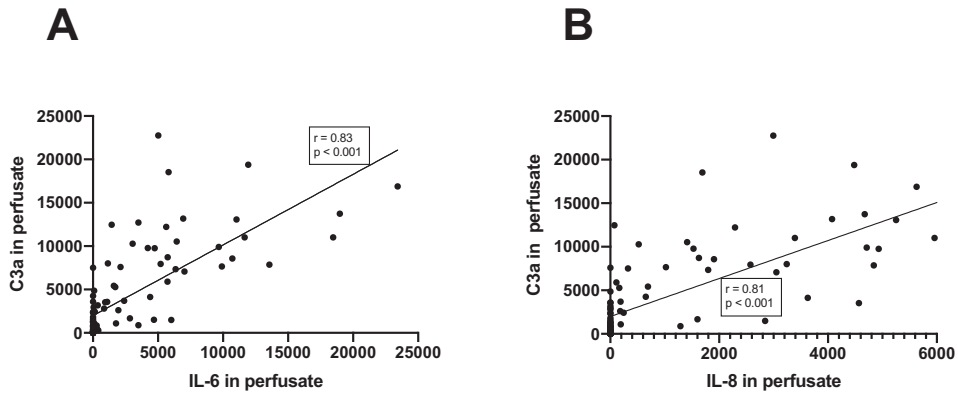 A
C3a in perfusate
25000
20000
15000
10000
5000
0
r = 0.83
p < 0.001
0 5000 10000 15000 20000 25000
IL-6 in perfusate
B
C3a in perfusate
25000
20000
15000
10000
5000
0
r = 0.81
p < 0.001
0 2000 4000 6000
IL-8 in perfusate